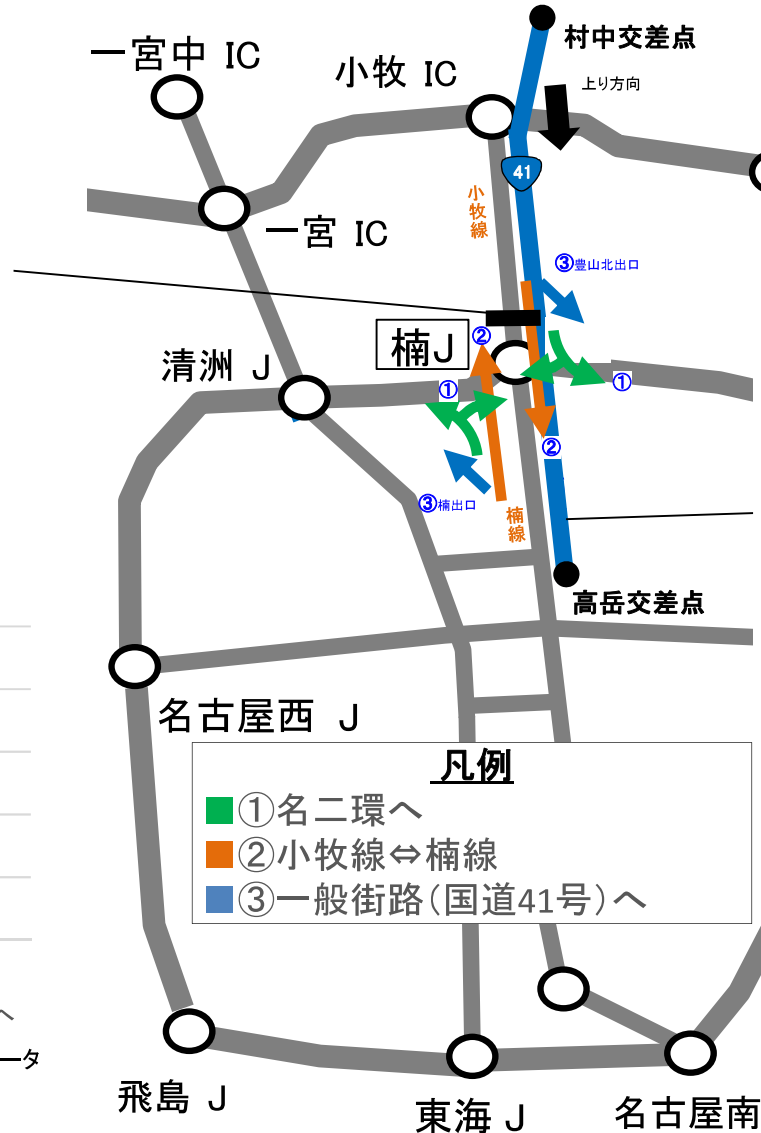 村中交差点
一宮中 IC
小牧 IC
上り方向
41
小牧線
一宮 IC
③豊山北出口
②
楠J
清洲 J
①
①
②
③楠出口
楠線
高岳交差点
名古屋西 J
凡例
①名二環へ
②小牧線⇔楠線
③一般街路（国道41号）へ
へ
ータ
飛島 J
東海 J
名古屋南